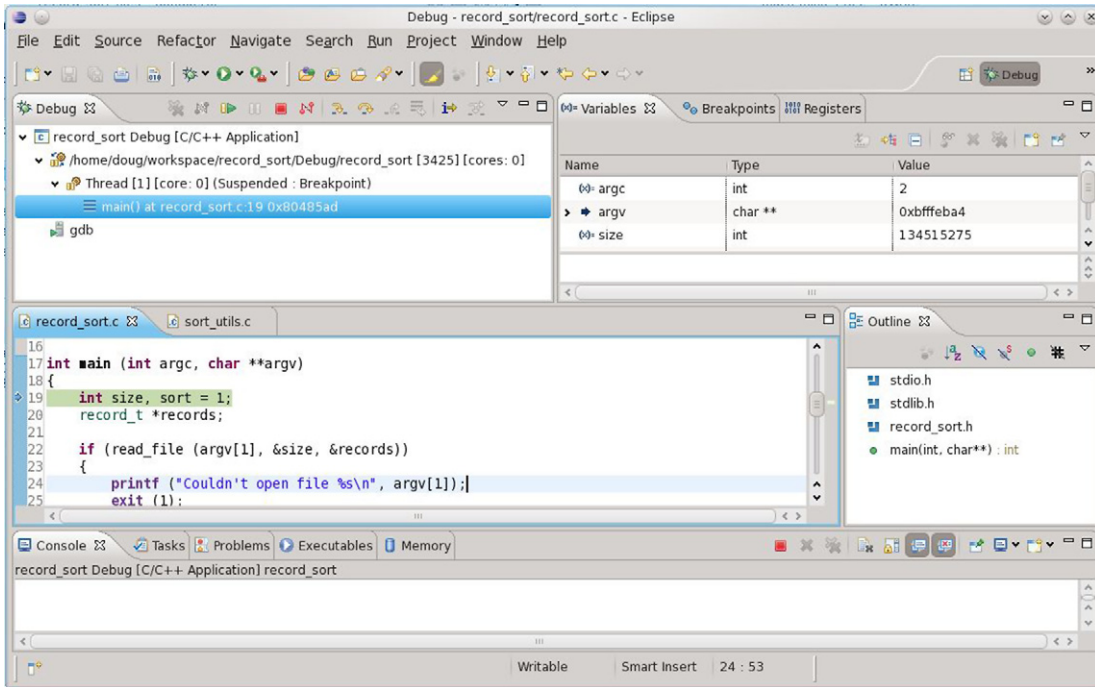 Debug - record_sort/record_sort.c - Eclipse
File Edit Source Refactor Navigate Search Run Project Window Help
Debug
Debug
record_sort Debug [C/C++ Application]
/home/doug/workspace/record_sort/Debug/record_sort [3425] [cores: 0]
Thread [1] [core: 0] (Suspended : Breakpoint)
main() at record_sort.c:19 0x80485ad
gdb
Variables Breakpoints Registers
Name Type Value
argc int 2
argv char ** 0xbfffeba4
size int 134515275
record_sort.c sort_utils.c
16
17 int main (int argc, char **argv)
18 {
19 int size, sort = 1;
20 record_t *records;
21
22 if (read_file (argv[1], &size, &records))
23 {
24 printf ("Couldn't open file %s\n", argv[1]);
25 exit (1);
Outline
stdio.h
stdlib.h
record_sort.h
main(int, char**) : int
Console Tasks Problems Executables Memory
record_sort Debug [C/C++ Application] record_sort
Writable Smart Insert 24 : 53